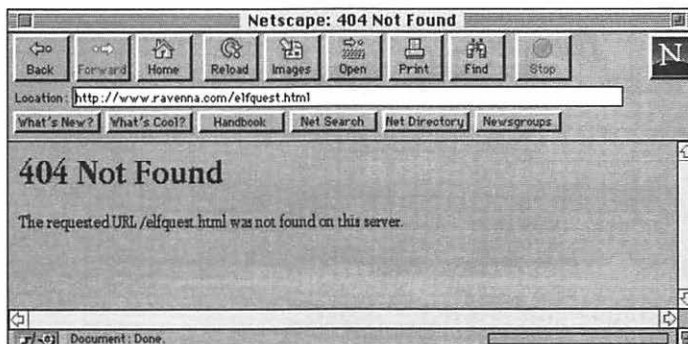 Netscape: 404 Not Found
Back Forward Home Reload Images Open Print Find Stop N
Location: http://www.ravenna.com/elfquest.html
What's New? What's Cool? Handbook Net Search Net Directory Newsgroups
404 Not Found
The requested URL /elfquest.html was not found on this server.
Document: Done.